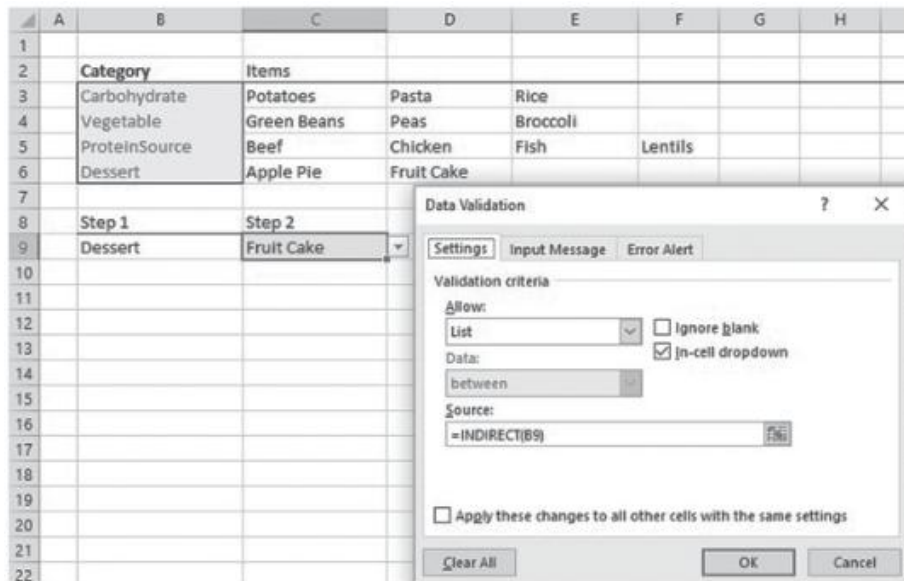 A B C D E F G H
1
2 Category Items
3 Carbohydrate Potatoes Pasta Rice
4 Vegetable Green Beans Peas Broccoli
5 ProteinSource Beef Chicken Fish Lentils
6 Dessert Apple Pie Fruit Cake
7
8 Step 1 Step 2
9 Dessert Fruit Cake
10
11
12
13
14
15
16
17
18
19
20
21
22
Data Validation ? ×
Settings Input Message Error Alert
Validation criteria
Allow:
List Ignore blank
In-cell dropdown
Data:
between
Source:
=INDIRECT(B9)
Apply these changes to all other cells with the same settings
Clear All OK Cancel